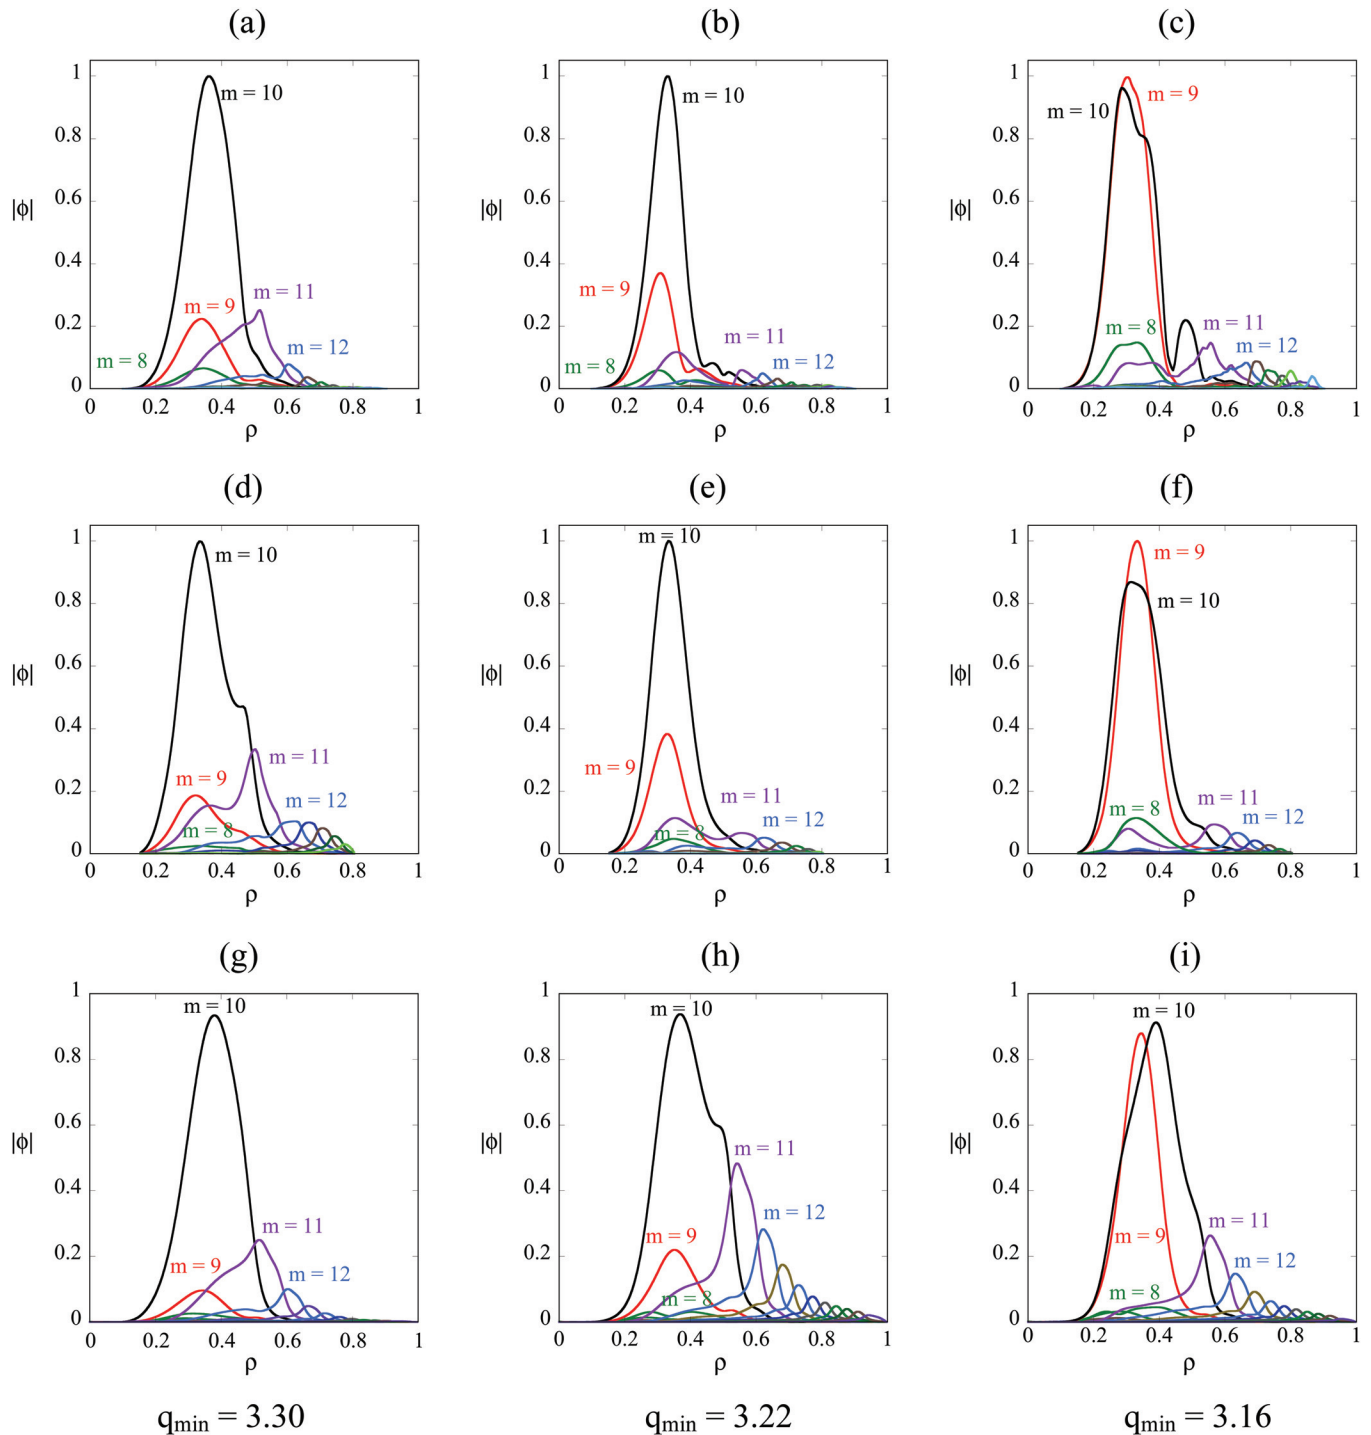 (a) (b) (c)
1 1 1
m = 10 m = 10 m = 9
m = 10
0.8 0.8 0.8
0.6 0.6 0.6
|ϕ| |ϕ| |ϕ|
0.4 0.4 0.4
m = 11 m = 9
m = 9 m = 11 m = 8 m = 11
0.2 0.2 0.2
m = 8 m = 12 m = 8 m = 12 m = 12
0 0 0
0 0.2 0.4 0.6 0.8 1 0 0.2 0.4 0.6 0.8 1 0 0.2 0.4 0.6 0.8 1
ρ ρ ρ
(d) (e) (f)
1 m = 10 1 m = 10 1 m = 9
0.8 0.8 0.8 m = 10
0.6 0.6 0.6
|ϕ| |ϕ| |ϕ|
0.4 0.4 0.4
m = 11 m = 9
m = 9
0.2 m = 12 0.2 m = 11 0.2 m = 11
m = 8 m = 8 m = 12 m = 8 m = 12
0 0 0
0 0.2 0.4 0.6 0.8 1 0 0.2 0.4 0.6 0.8 1 0 0.2 0.4 0.6 0.8 1
ρ ρ ρ
(g) (h) (i)
1 m = 10 1 m = 10 1 m = 10
0.8 0.8 0.8
0.6 0.6 0.6
|ϕ| |ϕ| m = 11 |ϕ|
0.4 0.4 0.4
m = 11 m = 12 m = 11
0.2 m = 9 0.2 m = 9 0.2 m = 9
m = 12 m = 8 m = 8 m = 12
0 0 0
0 0.2 0.4 0.6 0.8 1 0 0.2 0.4 0.6 0.8 1 0 0.2 0.4 0.6 0.8 1
ρ ρ ρ
qmin = 3.30 qmin = 3.22 qmin = 3.16